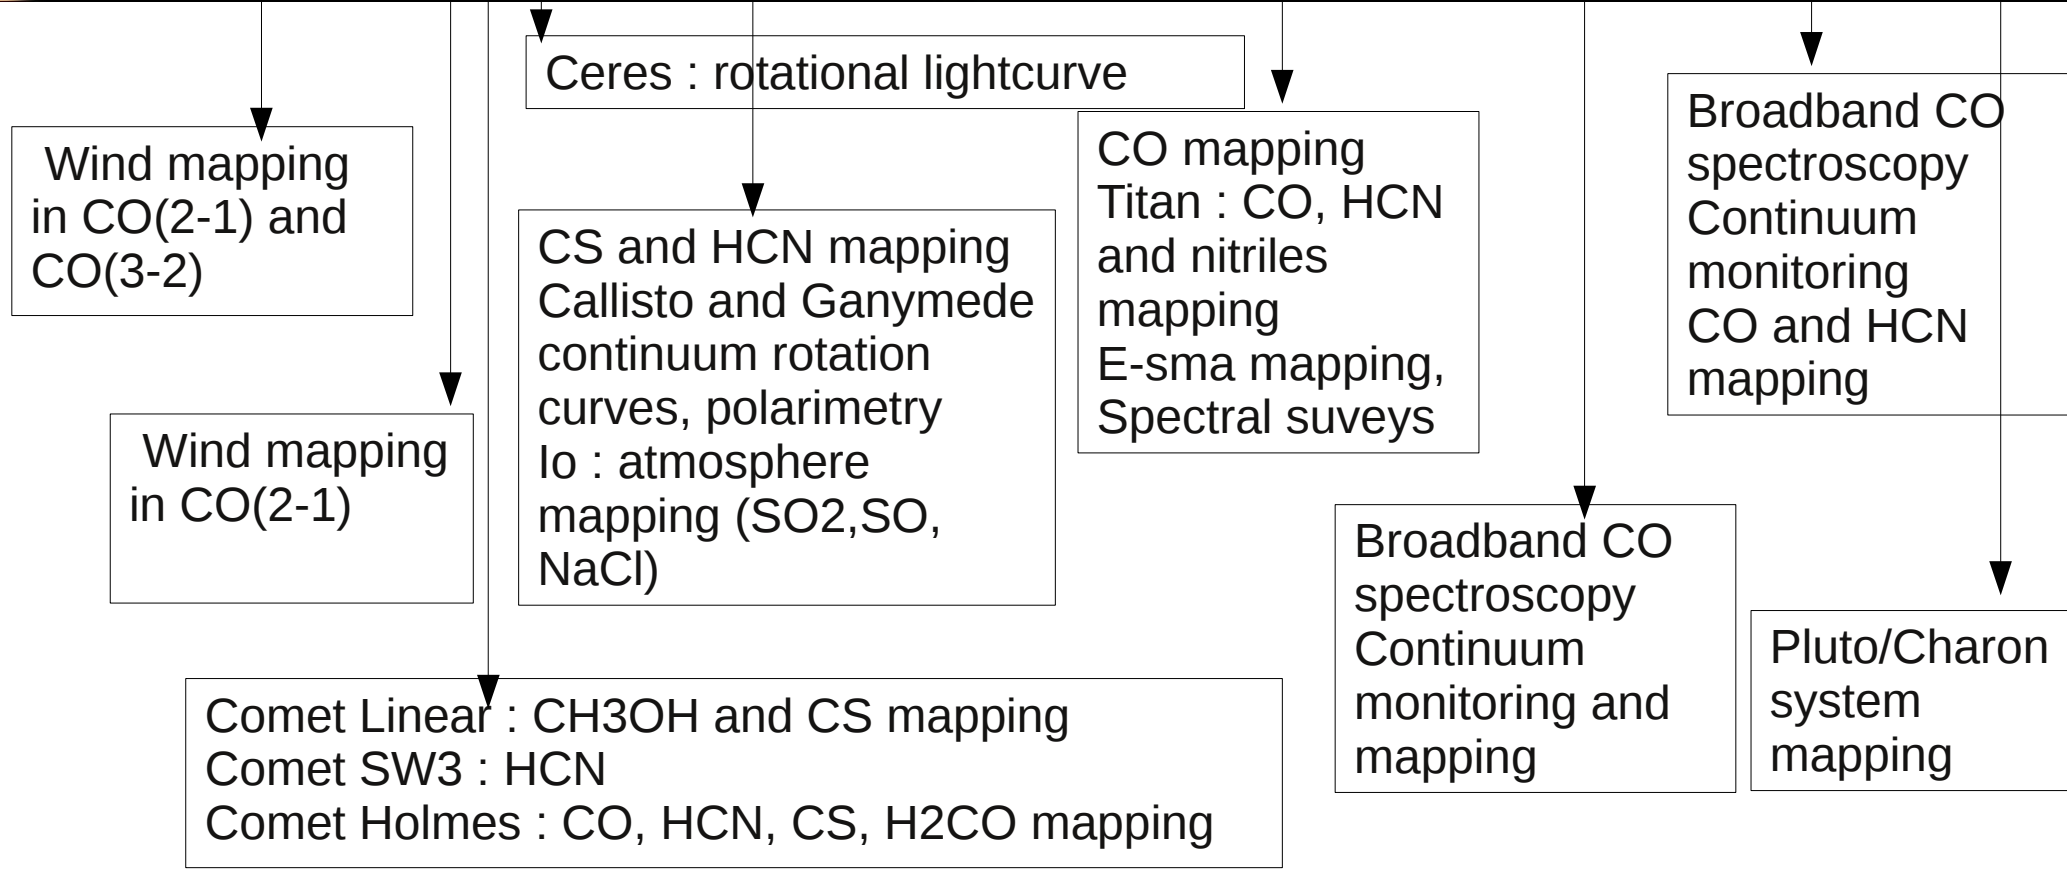 Ceres : rotational lightcurve
Wind mapping
in CO(2-1) and
CO(3-2)
CS and HCN mapping
Callisto and Ganymede
continuum rotation
curves, polarimetry
Io : atmosphere
mapping (SO2,SO,
NaCl)
CO mapping
Titan : CO, HCN
and nitriles
mapping
E-sma mapping,
Spectral suveys
Broadband CO
spectroscopy
Continuum
monitoring
CO and HCN
mapping
Wind mapping
in CO(2-1)
Broadband CO
spectroscopy
Continuum
monitoring and
mapping
Pluto/Charon
system
mapping
Comet Linear : CH3OH and CS mapping
Comet SW3 : HCN
Comet Holmes : CO, HCN, CS, H2CO mapping